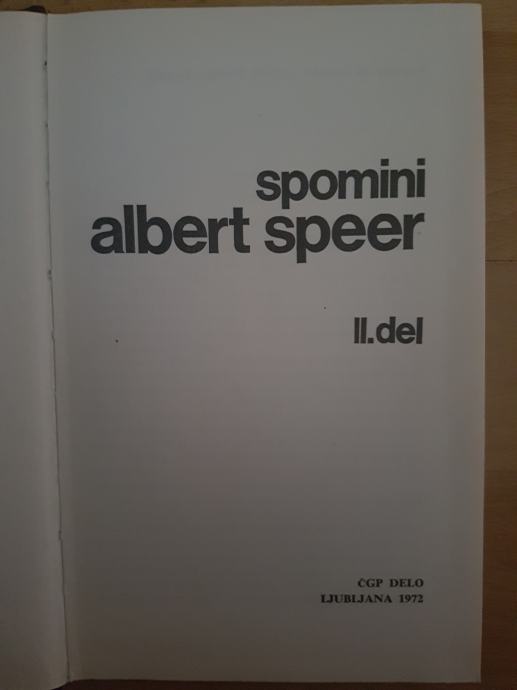 spomini
albert speer
II.del
ČGP DELO
LJUBLJANA 1972